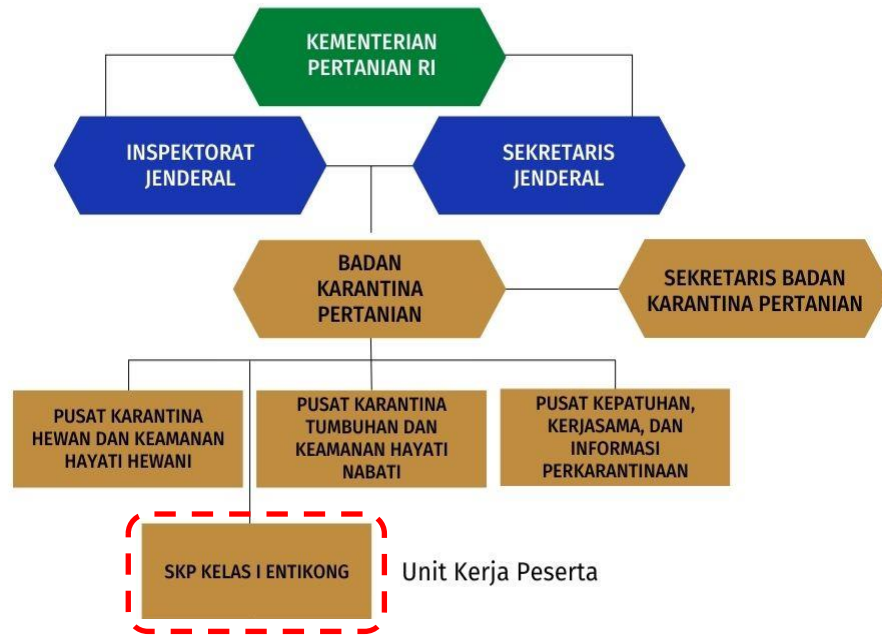 KEMENTERIAN
PERTANIAN RI
INSPEKTORAT
JENDERAL
SEKRETARIS
JENDERAL
BADAN
KARANTINA
PERTANIAN
SEKRETARIS BADAN
KARANTINA PERTANIAN
PUSAT KARANTINA
HEWAN DAN KEAMANAN
HAYATI HEWANI
PUSAT KARANTINA
TUMBUHAN DAN
KEAMANAN HAYATI
NABATI
PUSAT KEPATUHAN,
KERJASAMA, DAN
INFORMASI
PERKARANTINAAN
SKP KELAS I ENTIKONG
Unit Kerja Peserta